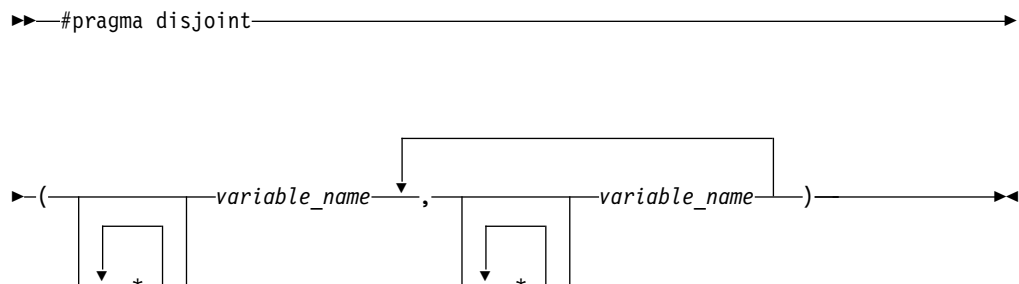 #pragma disjoint
( variable_name , variable_name )
* *